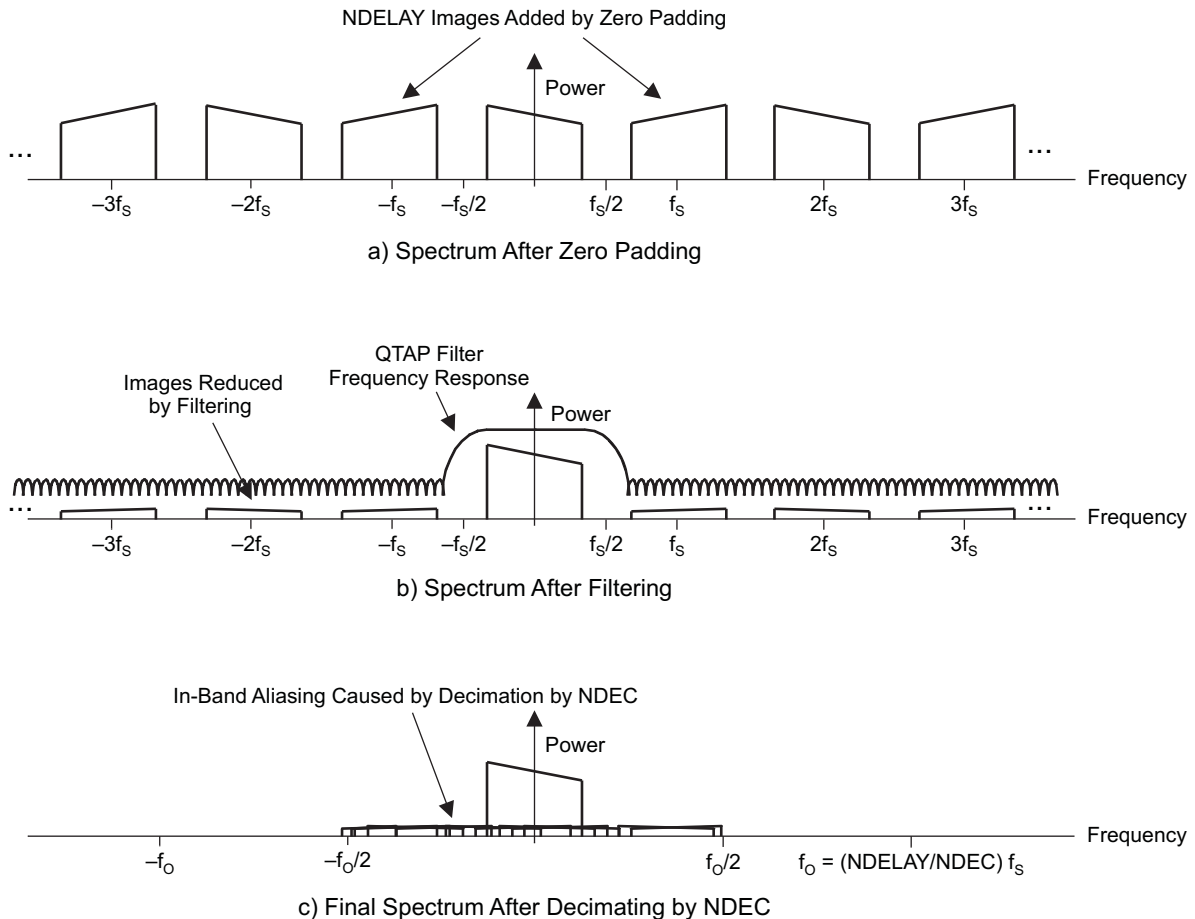 NDELAY Images Added by Zero Padding
Power
...
...
Frequency
–3fS
–2fS
–fS
–fS/2
fS/2
fS
2fS
3fS
a) Spectrum After Zero Padding
QTAP Filter
Frequency Response
Images Reduced
by Filtering
Power
...
...
Frequency
–3fS
–2fS
–fS
–fS/2
fS/2
fS
2fS
3fS
b) Spectrum After Filtering
In-Band Aliasing Caused by Decimation by NDEC
Power
Frequency
–fO
–fO/2
fO/2
fO = (NDELAY/NDEC) fS
c) Final Spectrum After Decimating by NDEC